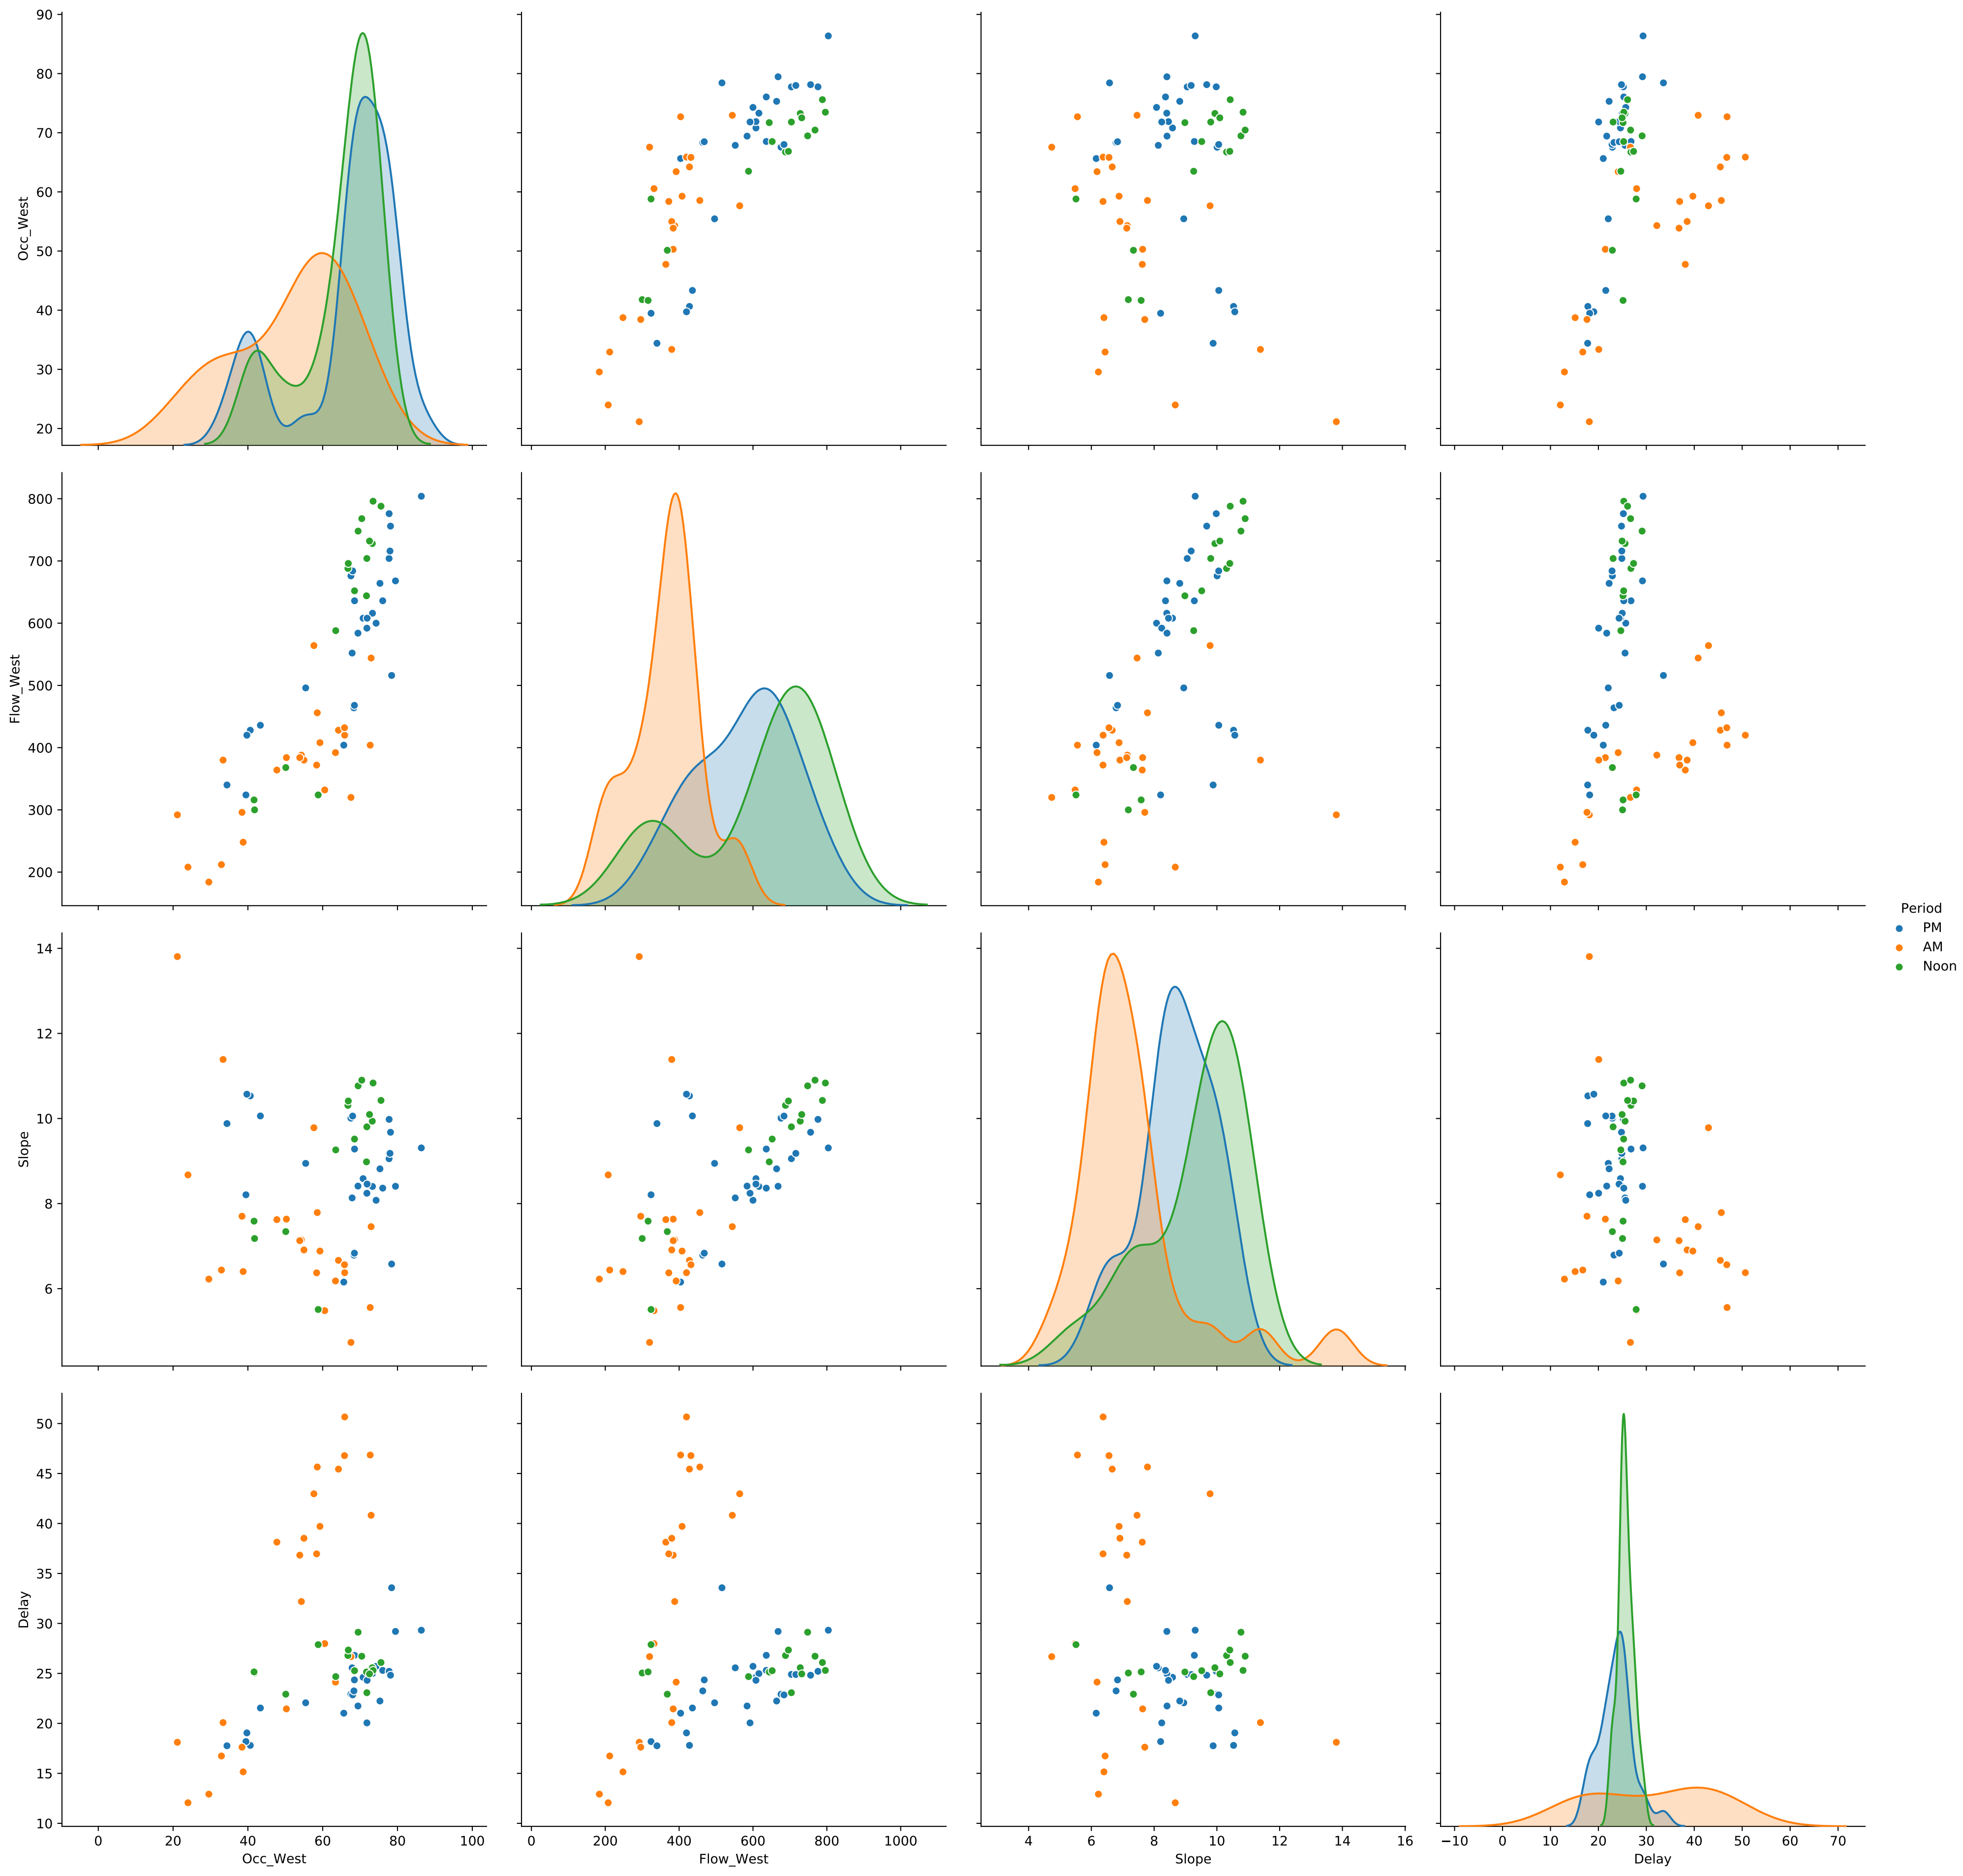 90
80
70
60
50
40
30
20
Occ_West
800
700
600
500
400
300
200
Flow_West
Period
PM
AM
Noon
14
12
10
8
6
Slope
50
45
40
35
30
25
20
15
10
Delay
0 20 40 60 80 100
Occ_West
0 200 400 600 800 1000
Flow_West
4 6 8 10 12 14 16
Slope
−10 0 10 20 30 40 50 60 70
Delay